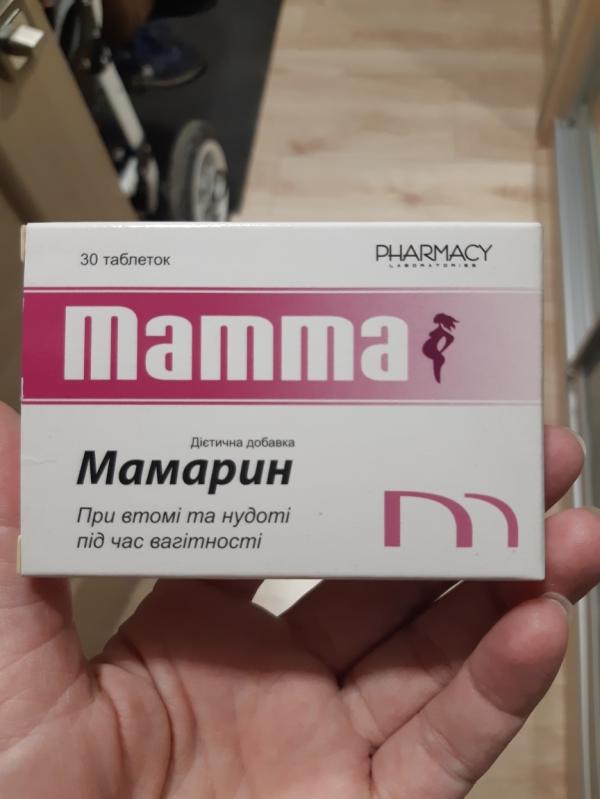 30 таблеток
PHARMACY
LABORATORIES
mamma
Дієтична добавка
Мамарин
При втомі та нудоті
під час вагітності